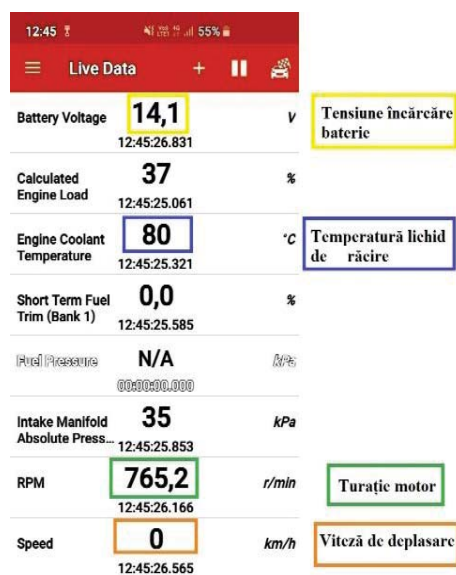 12:45 55%
Live Data +
Battery Voltage 14,1 V
12:45:26.831
Tensiune încărcăre
baterie
Calculated
Engine Load 37 %
12:45:25.061
Engine Coolant
Temperature 80 °C
12:45:25.321
Temperatură lichid
de răcire
Short Term Fuel
Trim (Bank 1) 0,0 %
12:45:25.585
Fuel Pressure N/A kPa
00:00:00.000
Intake Manifold
Absolute Press... 35 kPa
12:45:25.853
RPM 765,2 r/min
12:45:26.166
Turație motor
Speed 0 km/h
12:45:26.565
Viteză de deplasare